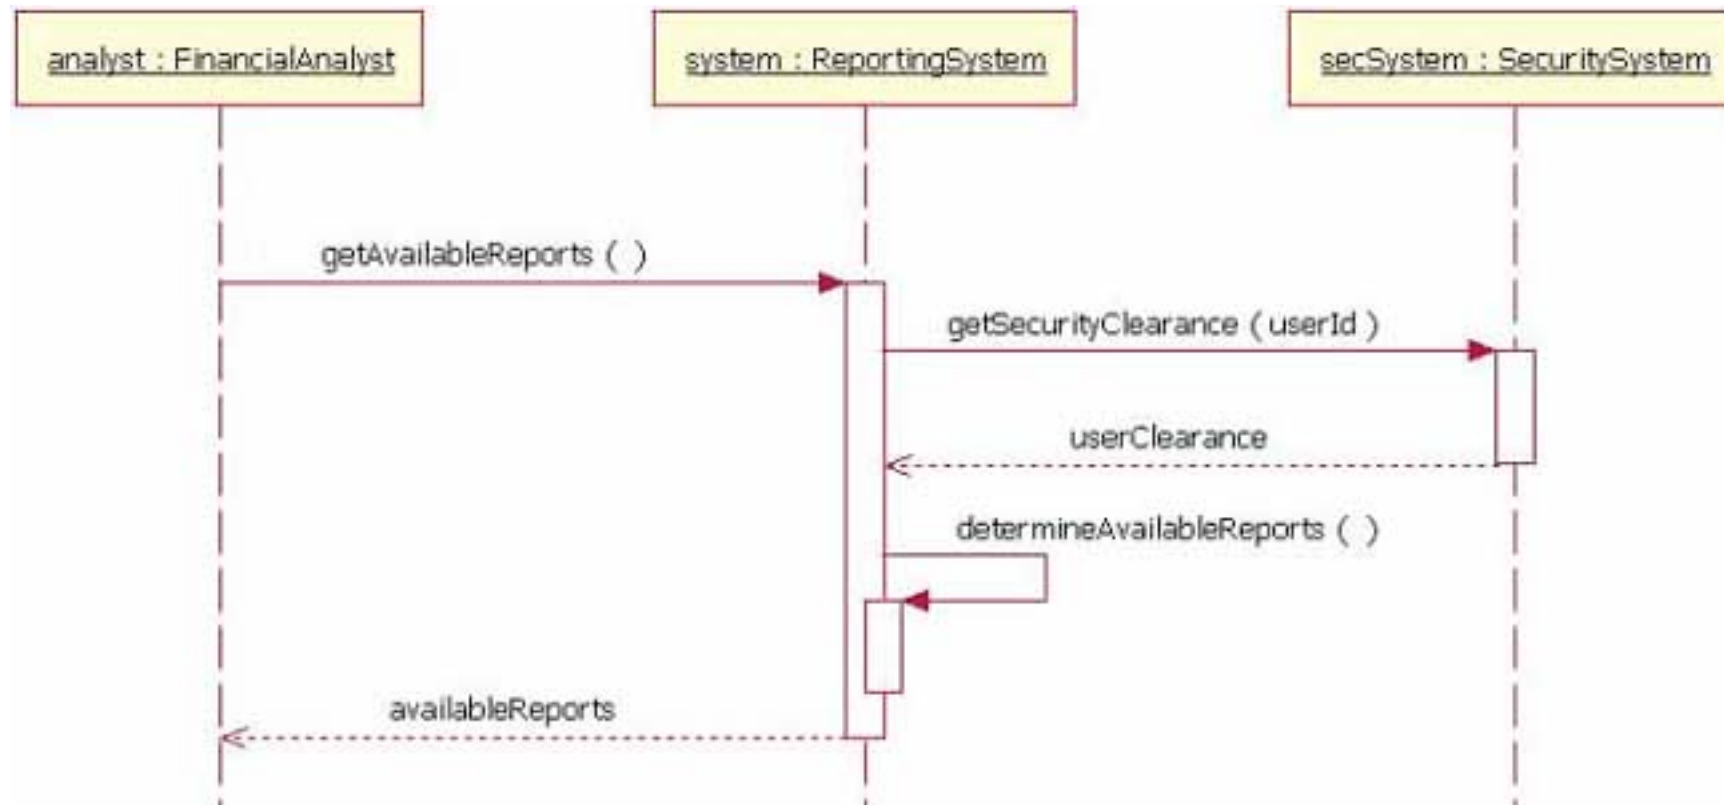 analyst : FinancialAnalyst
system : ReportingSystem
secSystem : SecuritySystem
getAvailableReports ( )
getSecurityClearance ( userId )
userClearance
determineAvailableReports ( )
availableReports